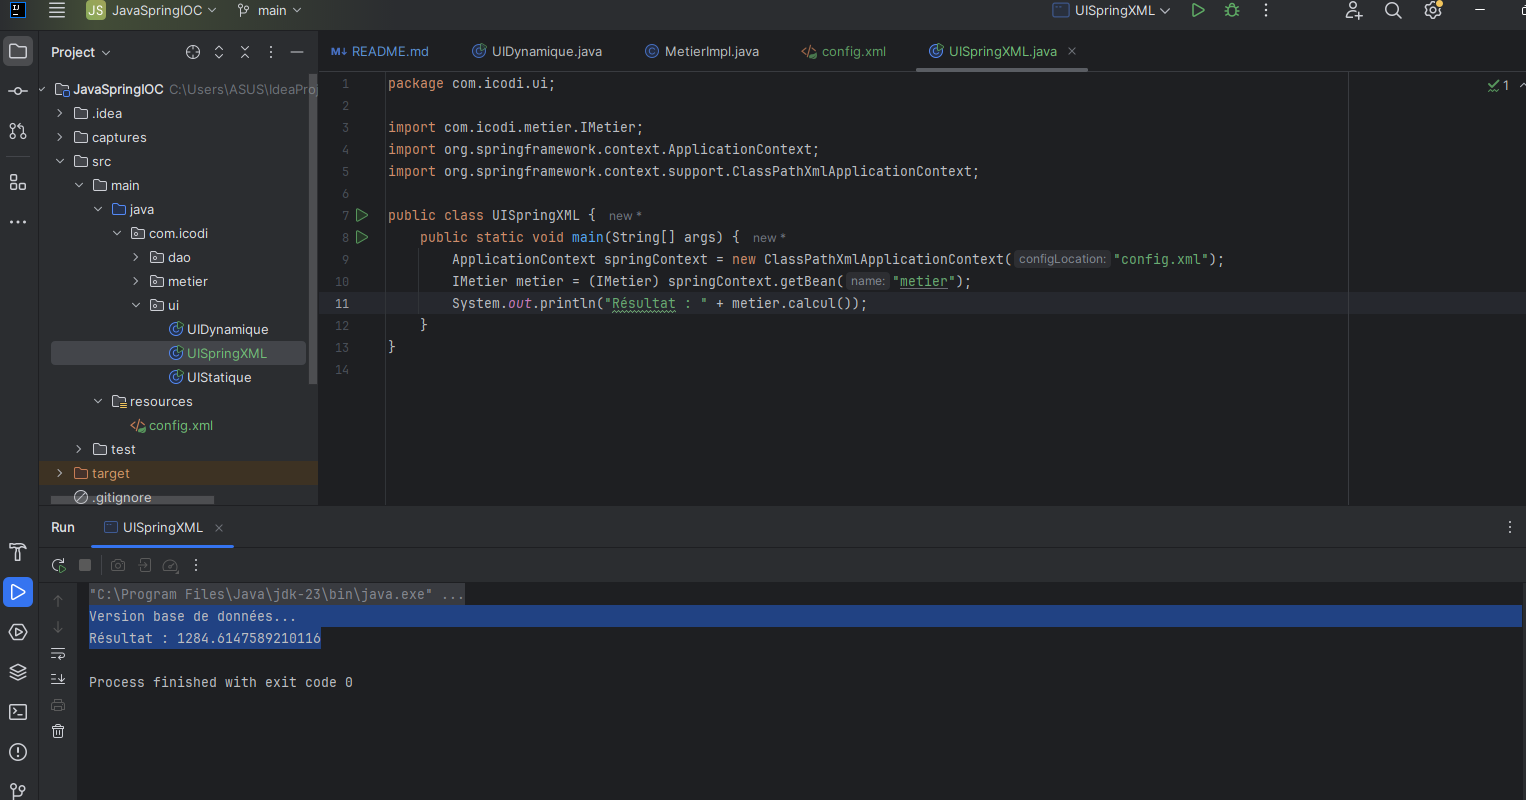 JS JavaSpringIOC main UISpringXML
Project
README.md UIDynamique.java MetierImpl.java config.xml UISpringXML.java
JavaSpringIOC C:\Users\ASUS\IdeaProj
.idea
captures
src
main
java
com.icodi
dao
metier
ui
UIDynamique
UISpringXML
UIStatique
resources
config.xml
test
target
.gitignore
1 package com.icodi.ui;
2
3 import com.icodi.metier.IMetier;
4 import org.springframework.context.ApplicationContext;
5 import org.springframework.context.support.ClassPathXmlApplicationContext;
6
7 public class UISpringXML { new *
8 public static void main(String[] args) { new *
9 ApplicationContext springContext = new ClassPathXmlApplicationContext( configLocation: "config.xml");
10 IMetier metier = (IMetier) springContext.getBean( name: "metier");
11 System.out.println("Résultat : " + metier.calcul());
12 }
13 }
14
1
Run UISpringXML
"C:\Program Files\Java\jdk-23\bin\java.exe" ...
Version base de données...
Résultat : 1284.6147589210116
Process finished with exit code 0